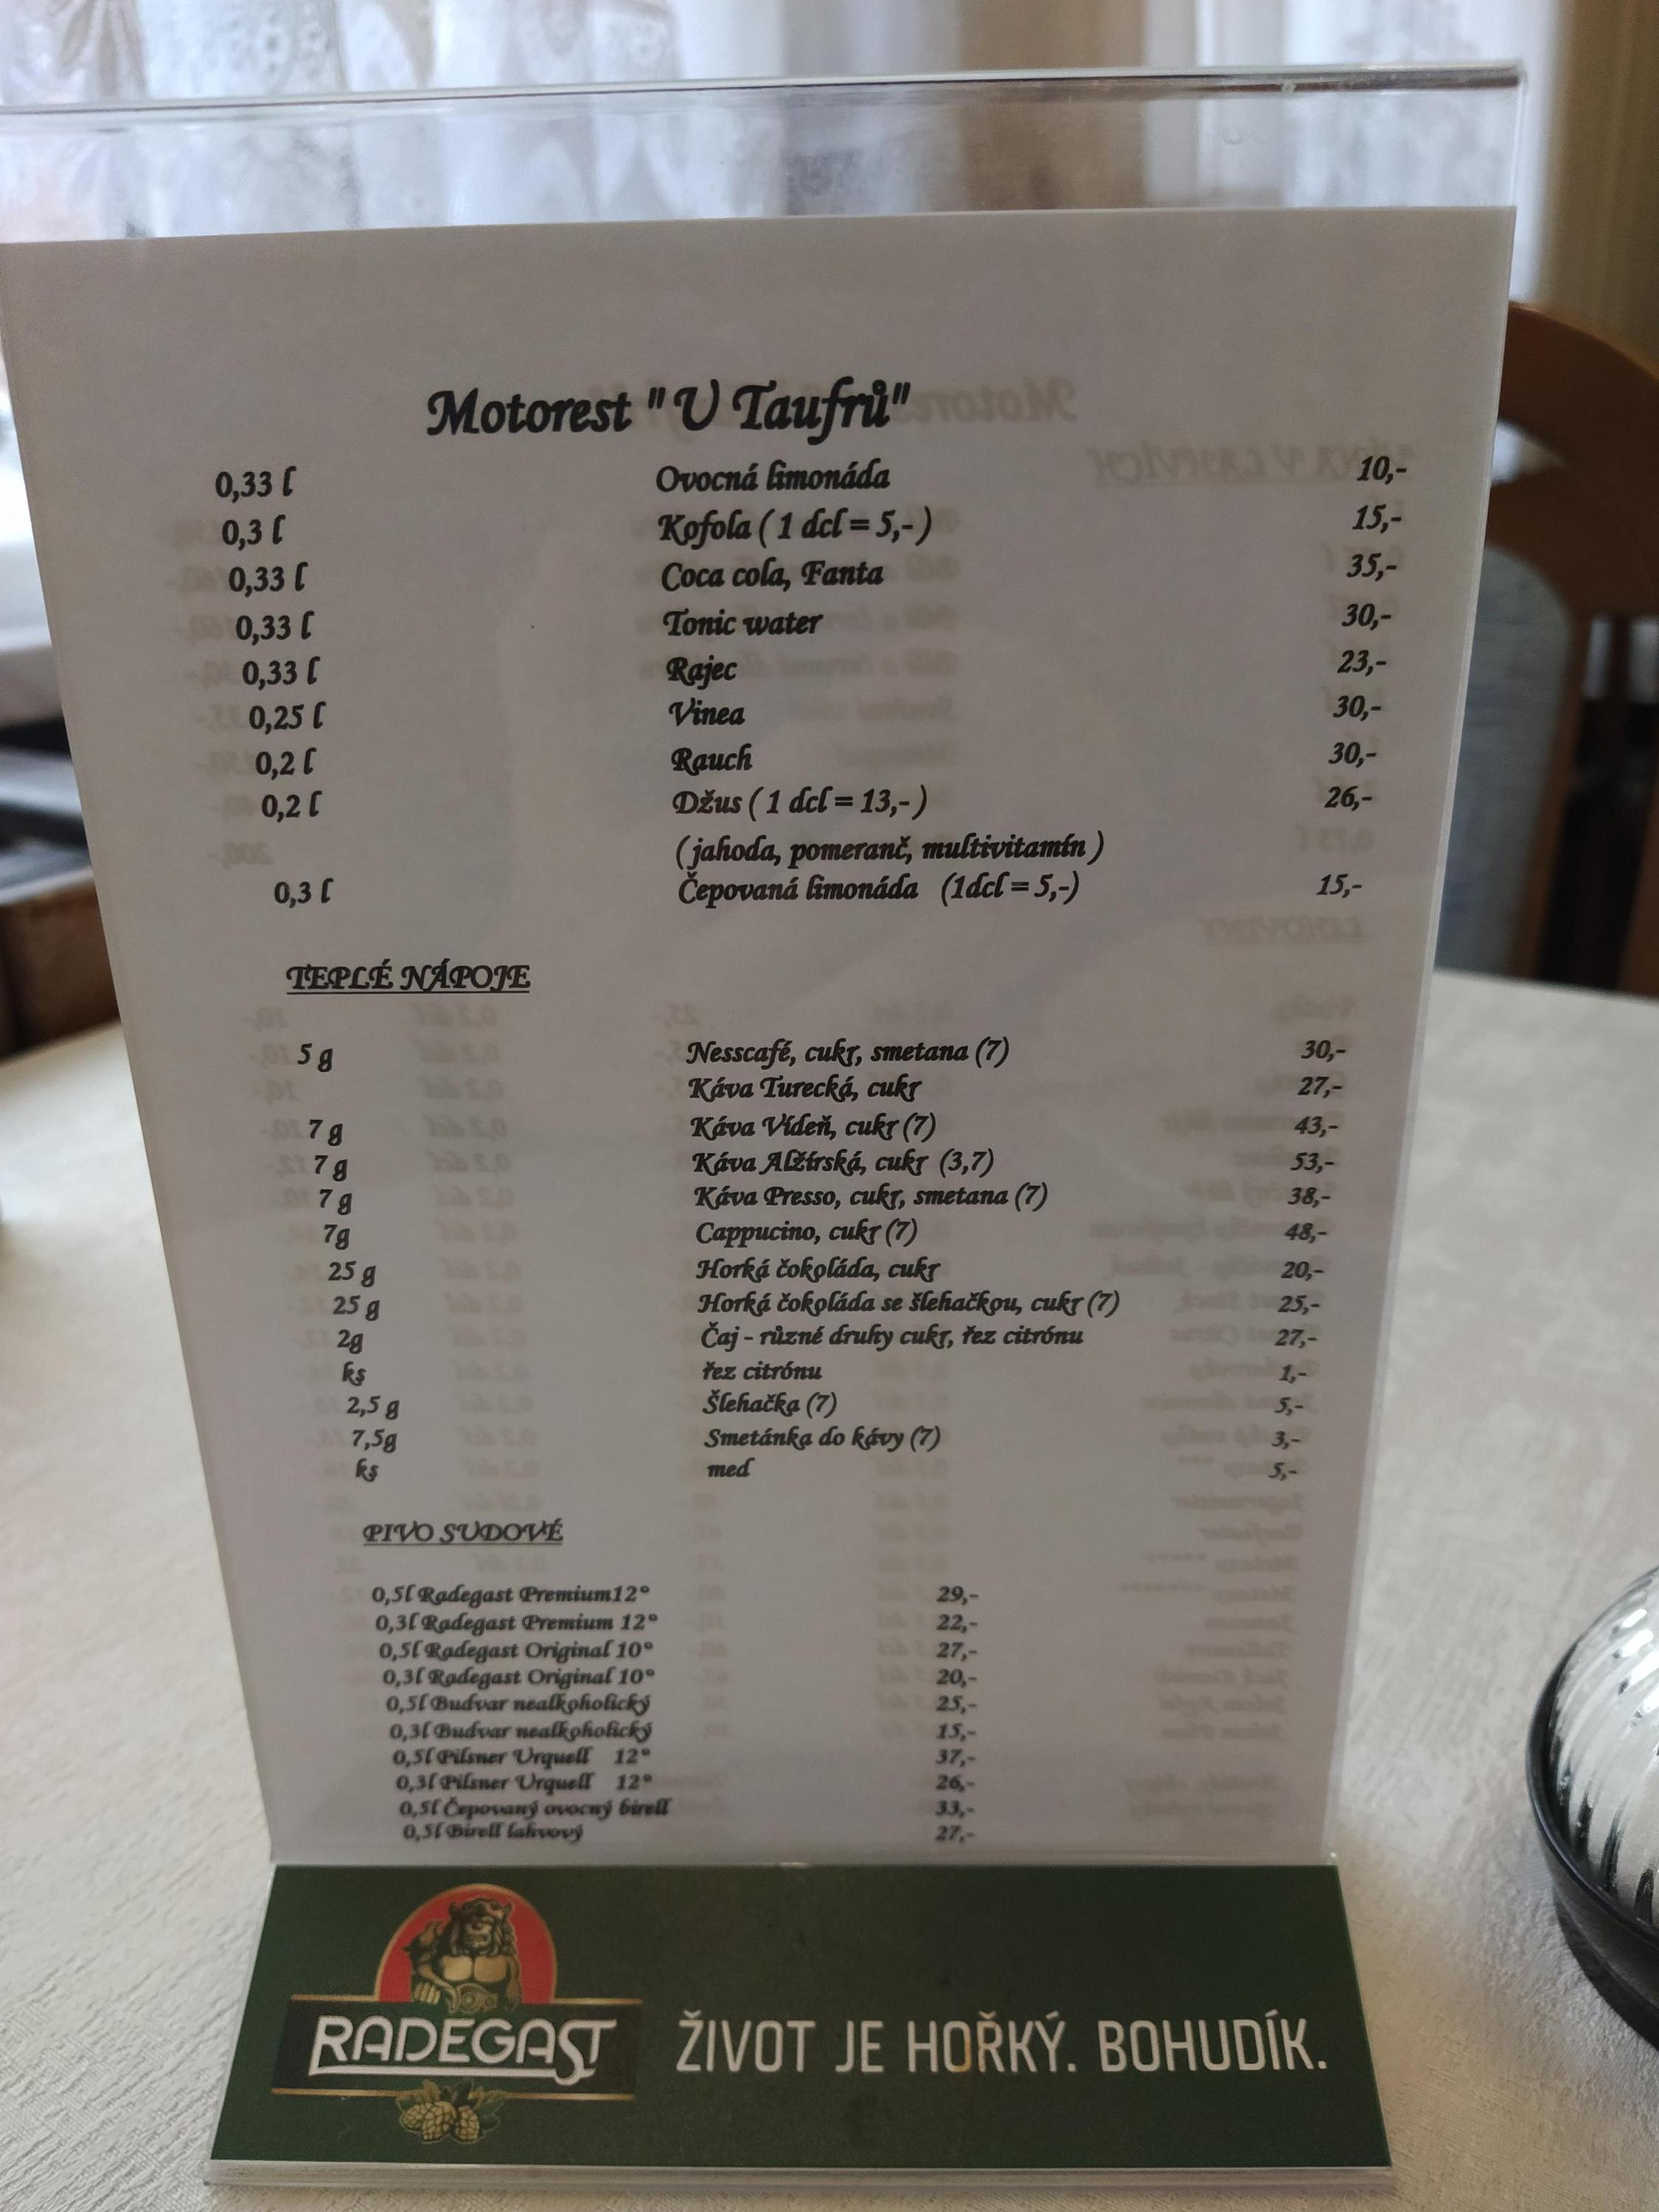 Motorest "U Taufrů"
0,33 l Ovocná limonáda 10,-
0,3 l Kofola ( 1 dcl = 5,- ) 15,-
0,33 l Coca cola, Fanta 35,-
0,33 l Tonic water 30,-
0,33 l Rajec 23,-
0,25 l Vinea 30,-
0,2 l Rauch 30,-
0,2 l Džus ( 1 dcl = 13,- ) 26,-
( jahoda, pomeranč, multivitamín )
0,3 l Čepovaná limonáda (1dcl = 5,-) 15,-
TEPLÉ NÁPOJE
5 g Nesscafé, cukr, smetana (7) 30,-
Káva Turecká, cukr 27,-
7 g Káva Vídeň, cukr (7) 43,-
7 g Káva Alžírská, cukr (3,7) 53,-
7 g Káva Presso, cukr, smetana (7) 38,-
7g Cappucino, cukr (7) 48,-
25 g Horká čokoláda, cukr 20,-
25 g Horká čokoláda se šlehačkou, cukr (7) 25,-
2g Čaj - různé druhy cukr, řez citrónu 27,-
ks řez citrónu 1,-
2,5 g Šlehačka (7) 5,-
7,5g Smetánka do kávy (7) 3,-
ks med 5,-
PIVO SUDOVÉ
0,5l Radegast Premium12° 29,-
0,3l Radegast Premium 12° 22,-
0,5l Radegast Original 10° 27,-
0,3l Radegast Original 10° 20,-
0,5l Budvar nealkoholický 25,-
0,3l Budvar nealkoholický 15,-
0,5l Pilsner Urquell 12° 37,-
0,3l Pilsner Urquell 12° 26,-
0,5l Čepovaný ovocný birell 33,-
0,5l Birell lahvový 27,-
RADEGAST ŽIVOT JE HOŘKÝ. BOHUDÍK.